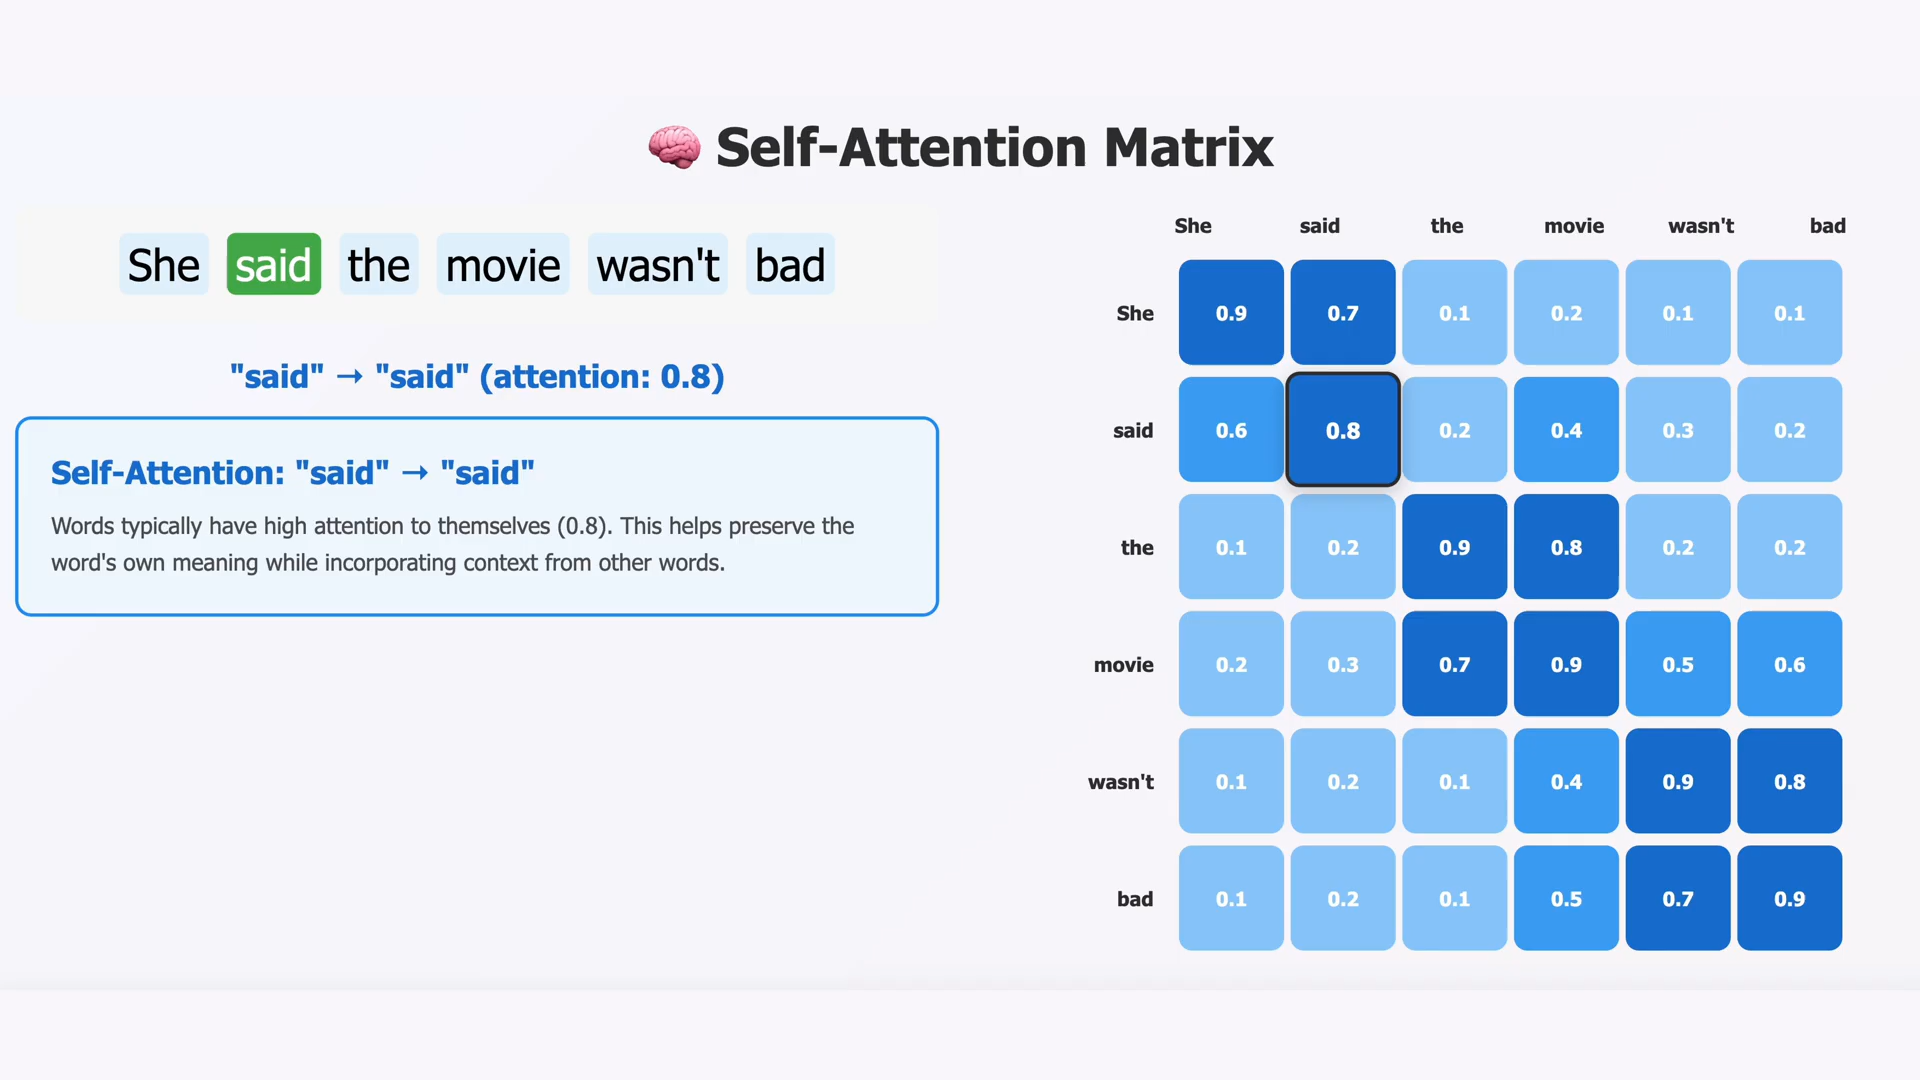 🧠 Self-Attention Matrix
She said the movie wasn't bad
"said" → "said" (attention: 0.8)
Self-Attention: "said" → "said"
Words typically have high attention to themselves (0.8). This helps preserve the
word's own meaning while incorporating context from other words.
She said the movie wasn't bad
She 0.9 0.7 0.1 0.2 0.1 0.1
said 0.6 0.8 0.2 0.4 0.3 0.2
the 0.1 0.2 0.9 0.8 0.2 0.2
movie 0.2 0.3 0.7 0.9 0.5 0.6
wasn't 0.1 0.2 0.1 0.4 0.9 0.8
bad 0.1 0.2 0.1 0.5 0.7 0.9